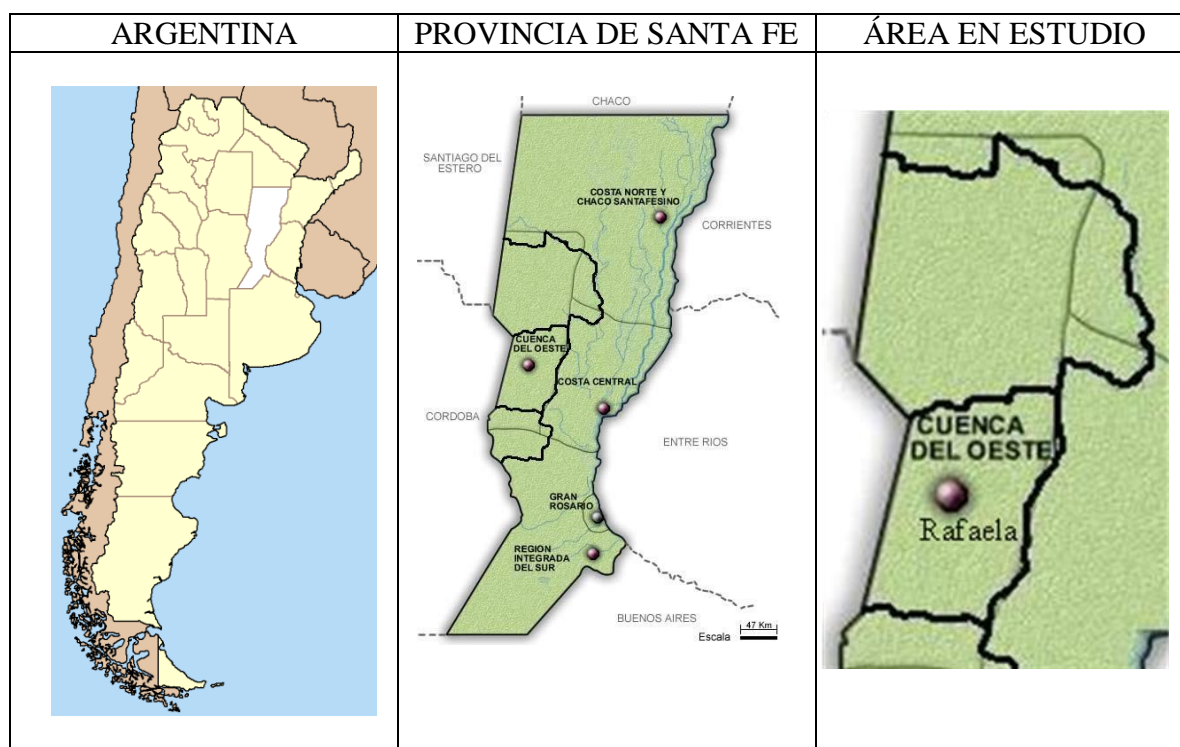 ARGENTINA
PROVINCIA DE SANTA FE
ÁREA EN ESTUDIO
CHACO
SANTIAGO DEL
ESTERO
COSTA NORTE Y
CHACO SANTAFESINO
CORRIENTES
CUENCA
DEL OESTE
COSTA CENTRAL
CORDOBA
ENTRE RIOS
GRAN
ROSARIO
REGION
INTEGRADA
DEL SUR
BUENOS AIRES
Escala
47 Km
CUENCA
DEL OESTE
Rafaela